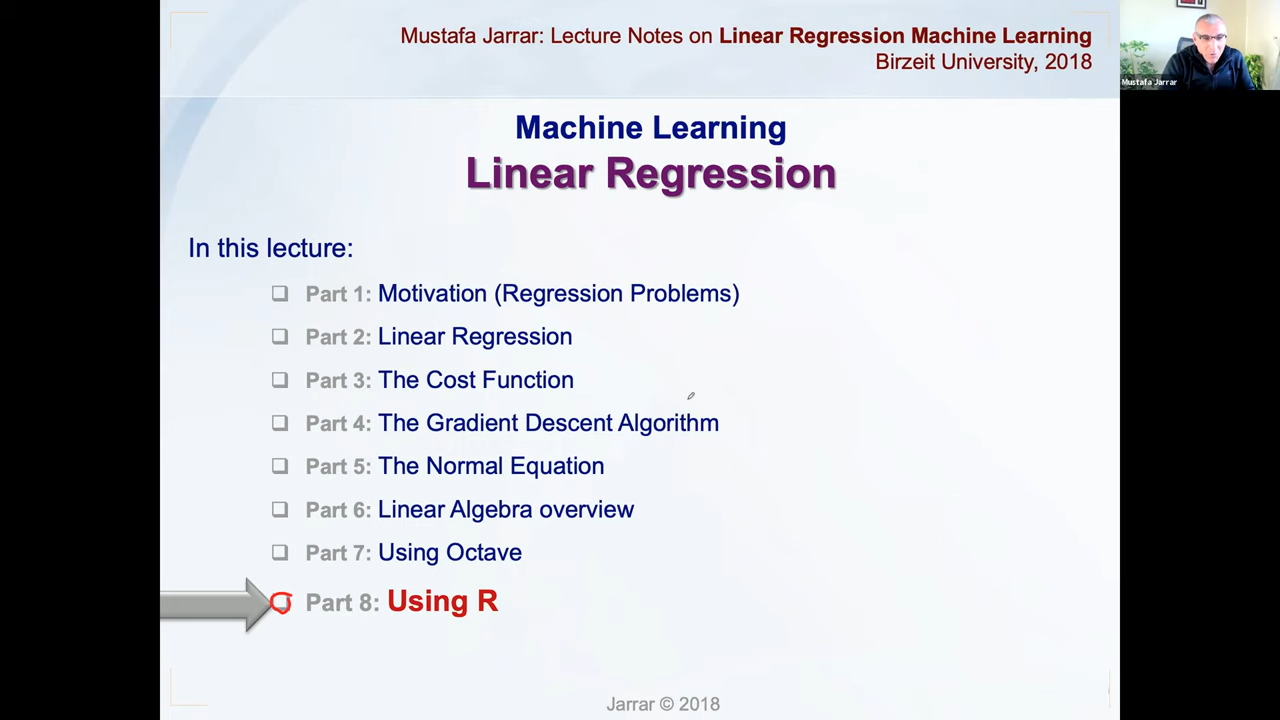 Mustafa Jarrar: Lecture Notes on Linear Regression Machine Learning
Birzeit University, 2018
Mustafa Jarrar
Machine Learning
Linear Regression
In this lecture:
Part 1: Motivation (Regression Problems)
Part 2: Linear Regression
Part 3: The Cost Function
Part 4: The Gradient Descent Algorithm
Part 5: The Normal Equation
Part 6: Linear Algebra overview
Part 7: Using Octave
Part 8: Using R
Jarrar © 2018